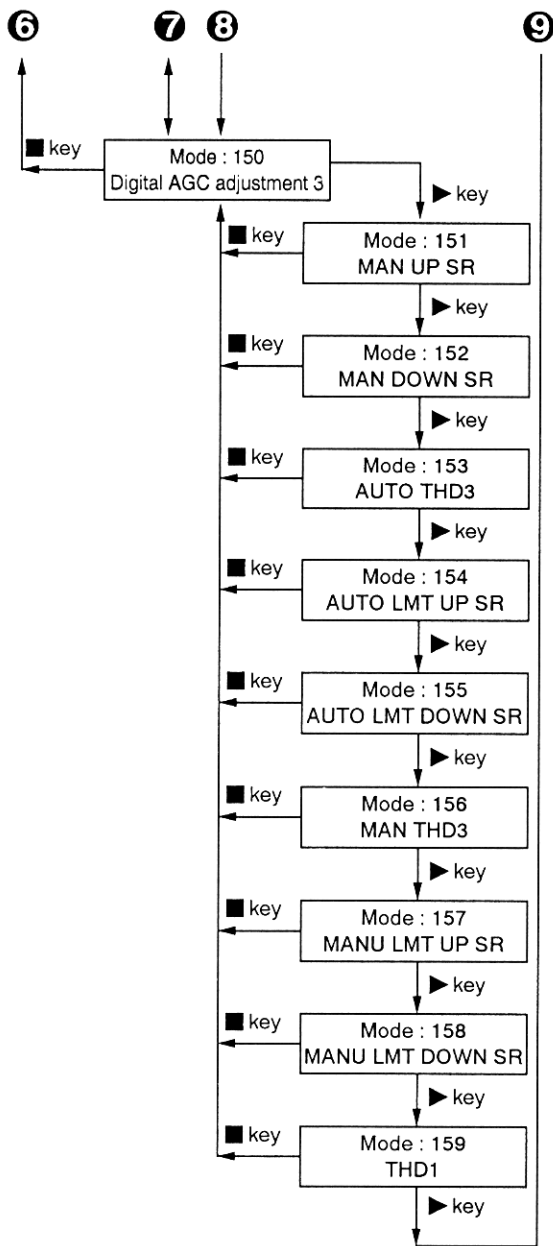 ❻ ❼ ❽ ❾
■ key
Mode : 150
Digital AGC adjustment 3
▶ key
■ key
Mode : 151
MAN UP SR
▶ key
■ key
Mode : 152
MAN DOWN SR
▶ key
■ key
Mode : 153
AUTO THD3
▶ key
■ key
Mode : 154
AUTO LMT UP SR
▶ key
■ key
Mode : 155
AUTO LMT DOWN SR
▶ key
■ key
Mode : 156
MAN THD3
▶ key
■ key
Mode : 157
MANU LMT UP SR
▶ key
■ key
Mode : 158
MANU LMT DOWN SR
▶ key
■ key
Mode : 159
THD1
▶ key